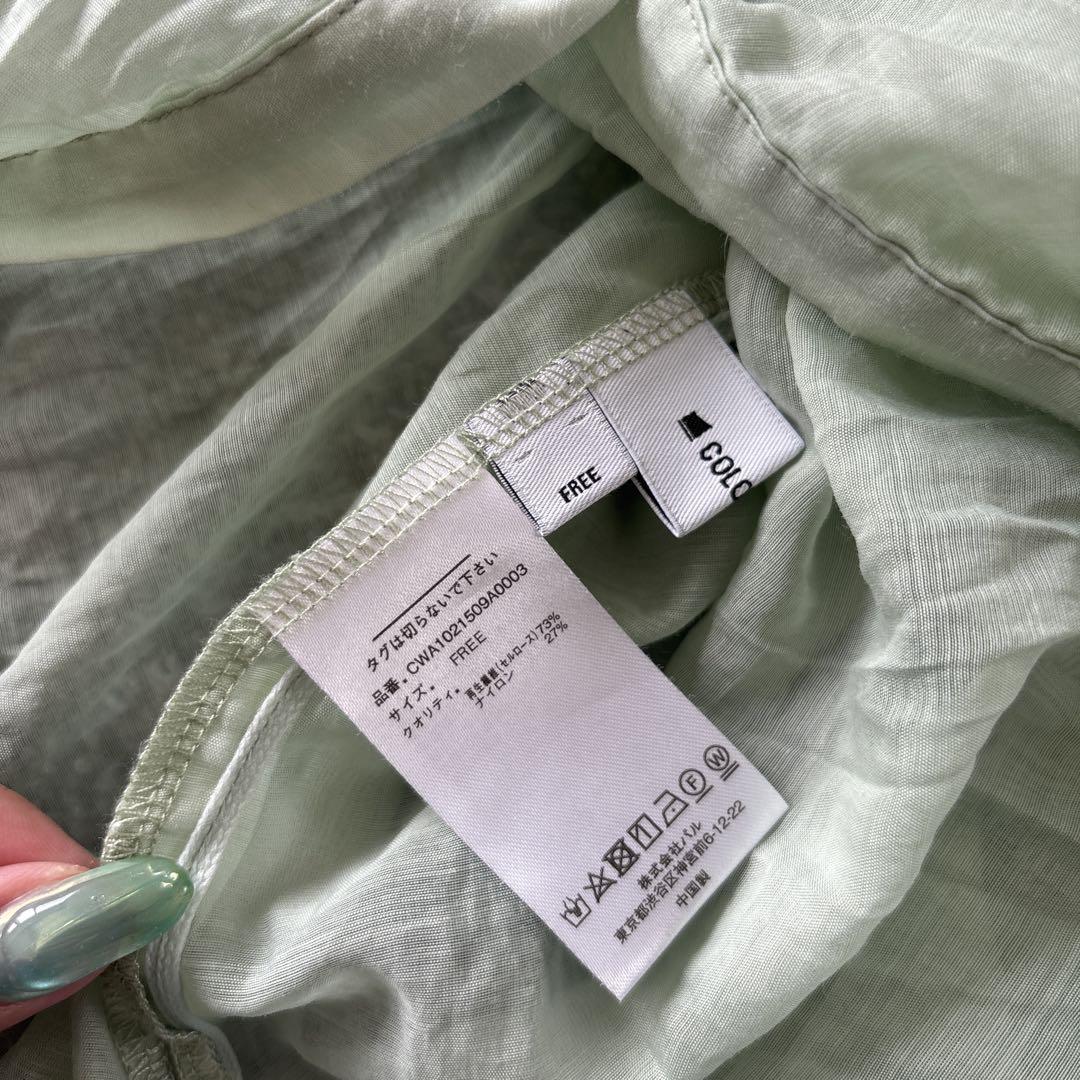 COLO
FREE
タグは切らないで下さい
品番. CWA1021509A0003
サイズ. FREE
クオリティ. 再生繊維(セルロース) 73%
ナイロン 27%
F W
株式会社パル
東京都渋谷区神宮前6-12-22
中国製